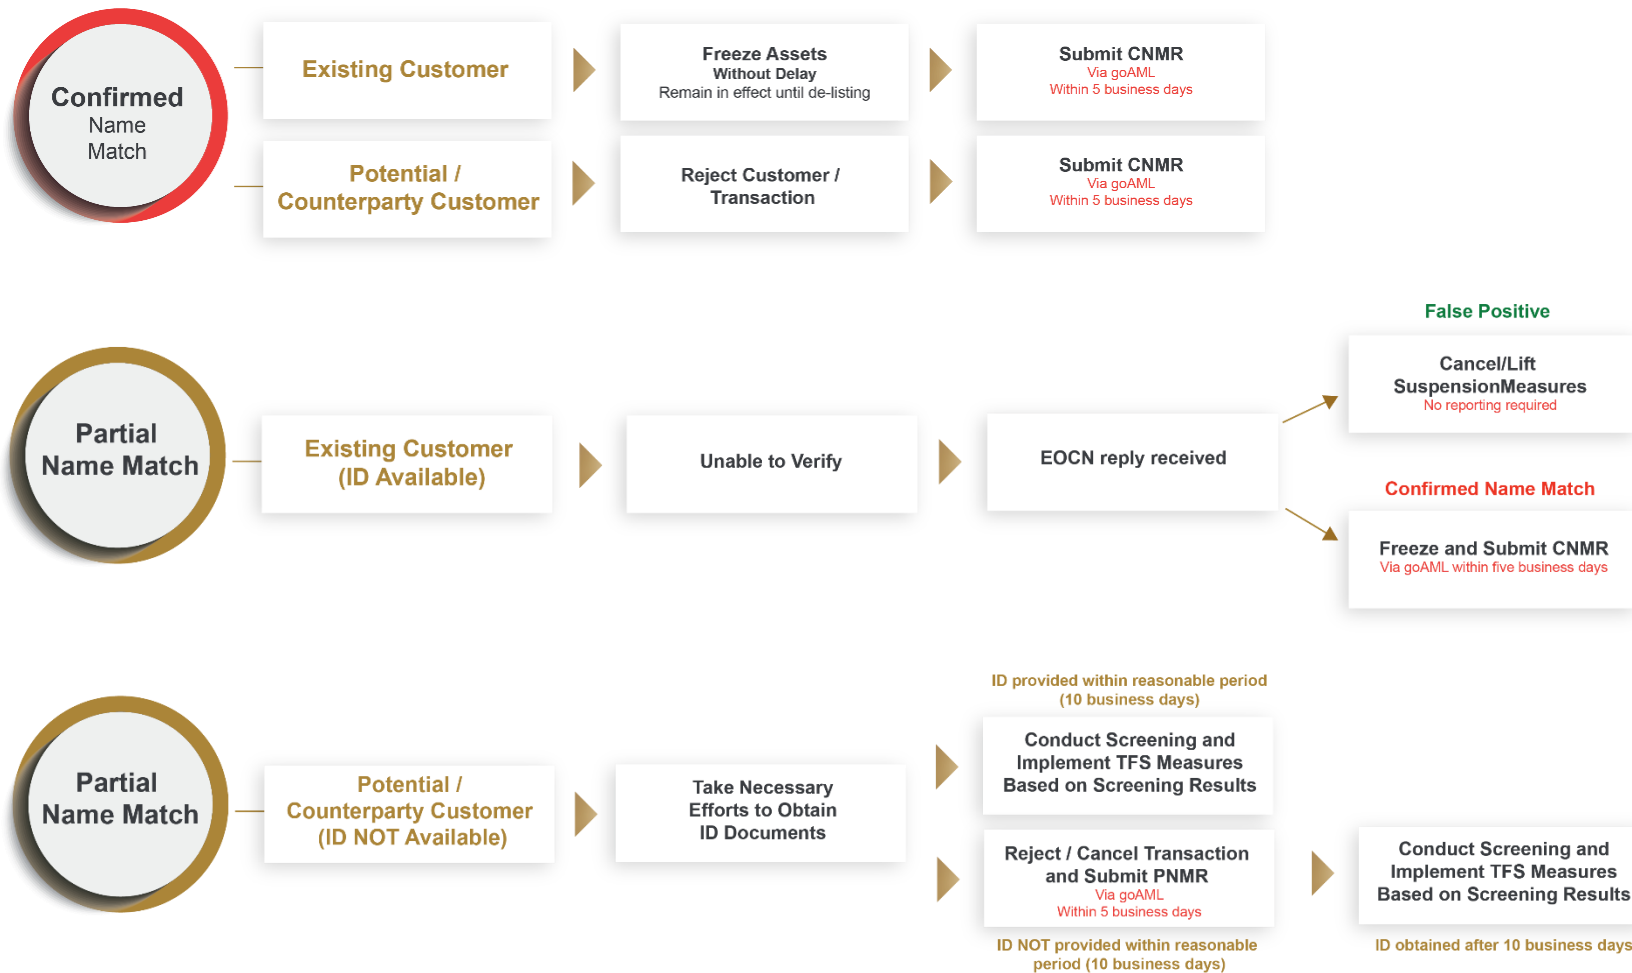 Confirmed
Name
Match
Existing Customer
Freeze Assets
Without Delay
Remain in effect until de-listing
Submit CNMR
Via goAML
Within 5 business days
Potential /
Counterparty Customer
Reject Customer /
Transaction
Submit CNMR
Via goAML
Within 5 business days
Partial
Name Match
Existing Customer
(ID Available)
Unable to Verify
EOCN reply received
False Positive
Cancel/Lift
SuspensionMeasures
No reporting required
Confirmed Name Match
Freeze and Submit CNMR
Via goAML within five business days
Partial
Name Match
Potential /
Counterparty Customer
(ID NOT Available)
Take Necessary
Efforts to Obtain
ID Documents
ID provided within reasonable period
(10 business days)
Conduct Screening and
Implement TFS Measures
Based on Screening Results
Reject / Cancel Transaction
and Submit PNMR
Via goAML
Within 5 business days
ID NOT provided within reasonable
period (10 business days)
Conduct Screening and
Implement TFS Measures
Based on Screening Results
ID obtained after 10 business days